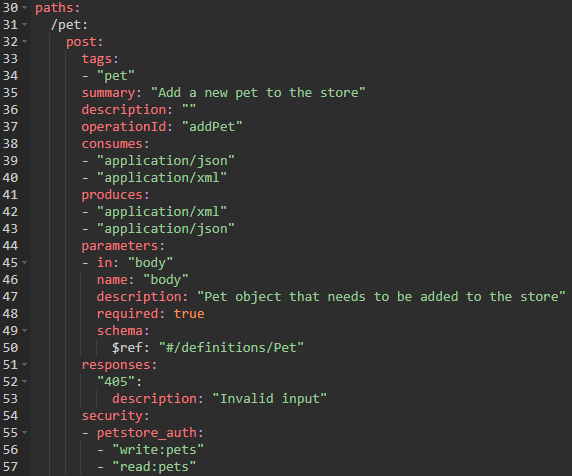 30 paths:
31   /pet:
32     post:
33       tags:
34       - "pet"
35       summary: "Add a new pet to the store"
36       description: ""
37       operationId: "addPet"
38       consumes:
39       - "application/json"
40       - "application/xml"
41       produces:
42       - "application/xml"
43       - "application/json"
44       parameters:
45       - in: "body"
46         name: "body"
47         description: "Pet object that needs to be added to the store"
48         required: true
49         schema:
50           $ref: "#/definitions/Pet"
51       responses:
52         "405":
53           description: "Invalid input"
54       security:
55       - petstore_auth:
56         - "write:pets"
57         - "read:pets"